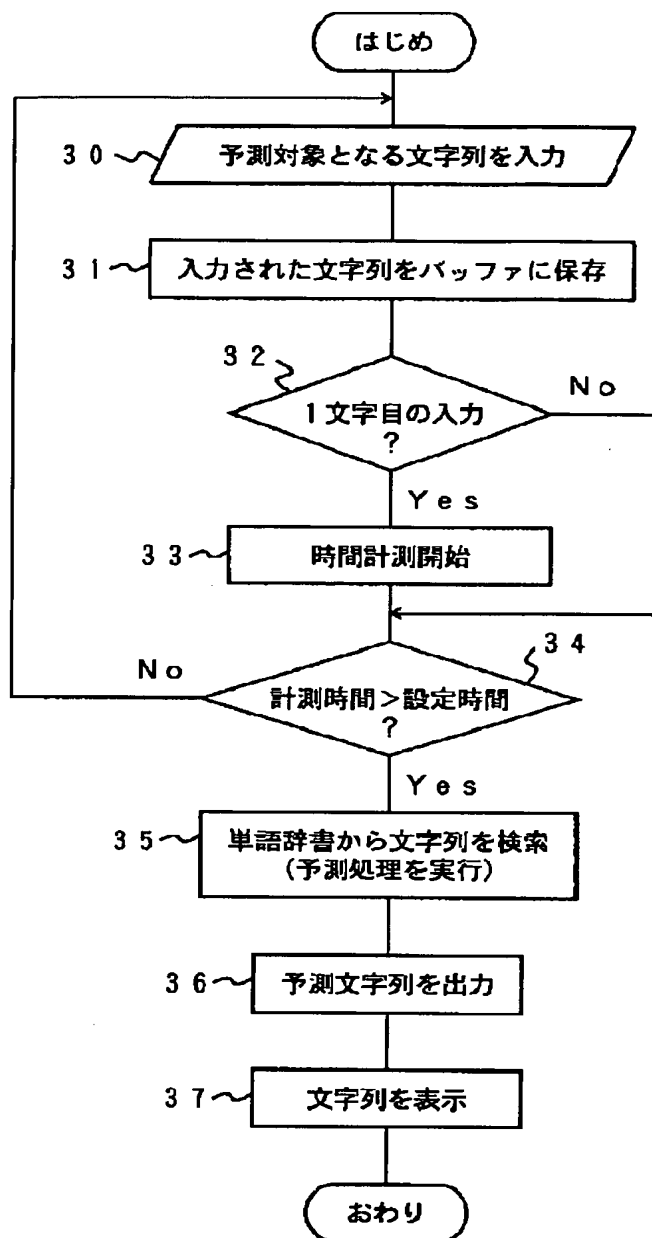 はじめ
30
予測対象となる文字列を入力
31
入力された文字列をバッファに保存
32
1文字目の入力
?
No
Yes
33
時間計測開始
34
No
計測時間>設定時間
?
Yes
35
単語辞書から文字列を検索
(予測処理を実行)
36
予測文字列を出力
37
文字列を表示
おわり